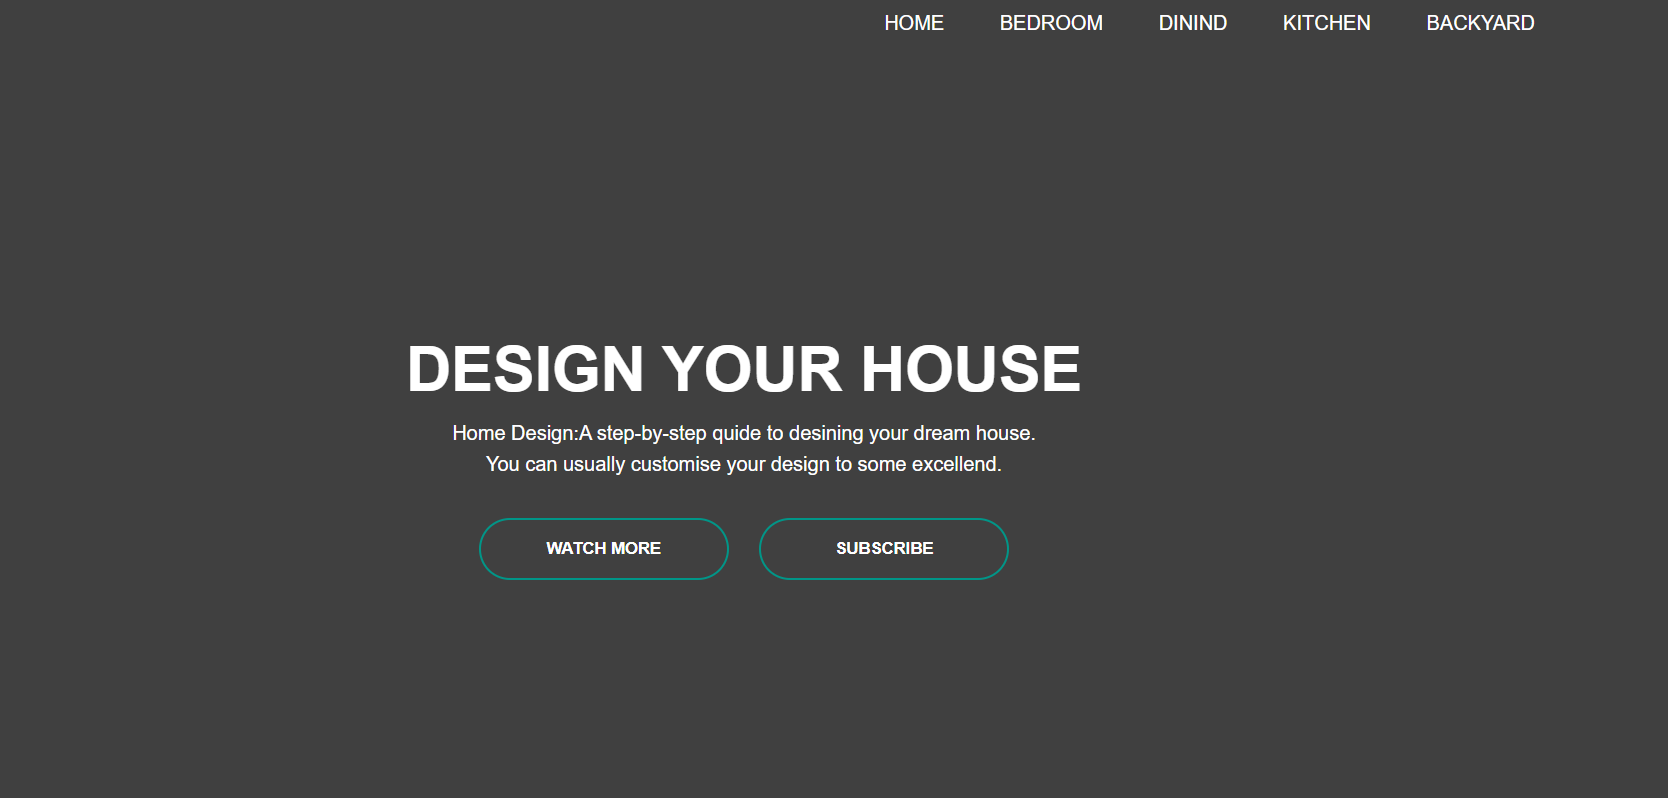 HOME BEDROOM DININD KITCHEN BACKYARD
DESIGN YOUR HOUSE
Home Design:A step-by-step quide to desining your dream house.
You can usually customise your design to some excellend.
WATCH MORE SUBSCRIBE